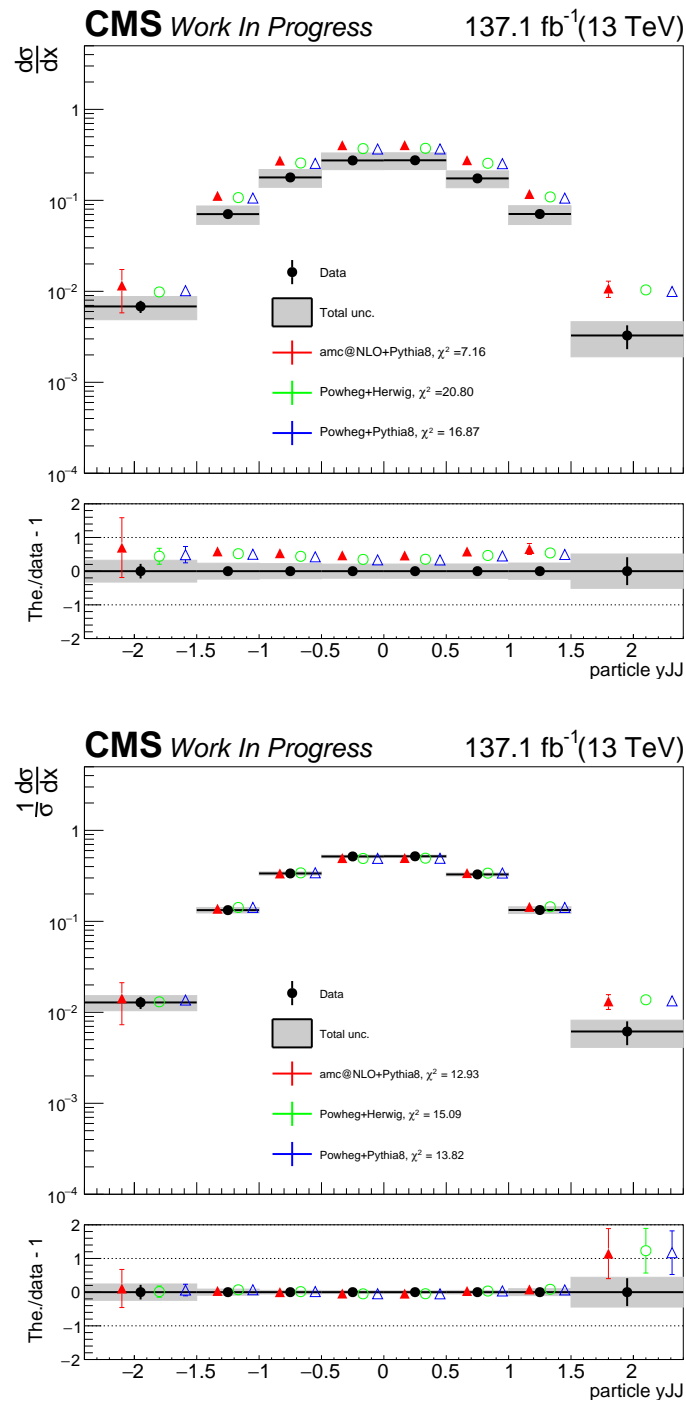 CMS Work In Progress 137.1 fb⁻¹(13 TeV)
dσ
dx
1
10⁻¹
10⁻²
10⁻³
10⁻⁴
Data
Total unc.
amc@NLO+Pythia8, χ² =7.16
Powheg+Herwig, χ² =20.80
Powheg+Pythia8, χ² = 16.87
The./data - 1
2
1
0
−1
−2
−2 −1.5 −1 −0.5 0 0.5 1 1.5 2
particle yJJ
CMS Work In Progress 137.1 fb⁻¹(13 TeV)
1 dσ
σ dx
1
10⁻¹
10⁻²
10⁻³
10⁻⁴
Data
Total unc.
amc@NLO+Pythia8, χ² = 12.93
Powheg+Herwig, χ² = 15.09
Powheg+Pythia8, χ² = 13.82
The./data - 1
2
1
0
−1
−2
−2 −1.5 −1 −0.5 0 0.5 1 1.5 2
particle yJJ